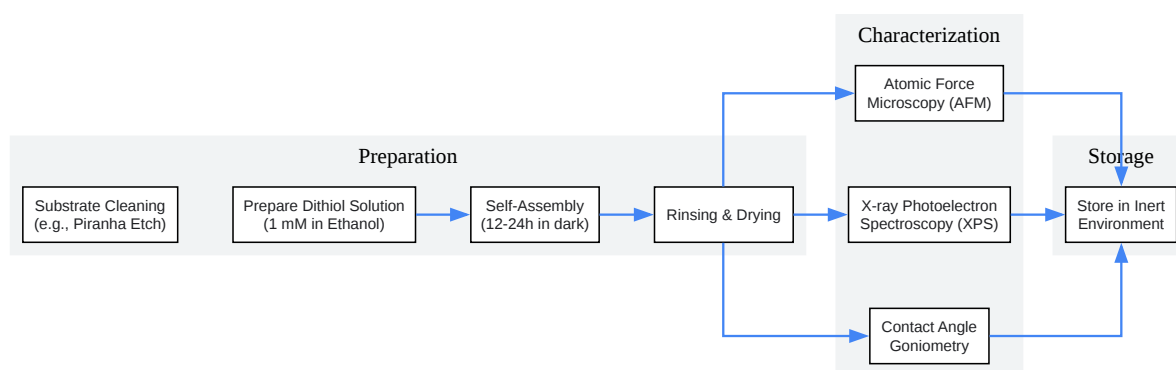 Preparation
Substrate Cleaning
(e.g., Piranha Etch)
Prepare Dithiol Solution
(1 mM in Ethanol)
Self-Assembly
(12-24h in dark)
Rinsing & Drying
Characterization
Atomic Force
Microscopy (AFM)
X-ray Photoelectron
Spectroscopy (XPS)
Contact Angle
Goniometry
Storage
Store in Inert
Environment